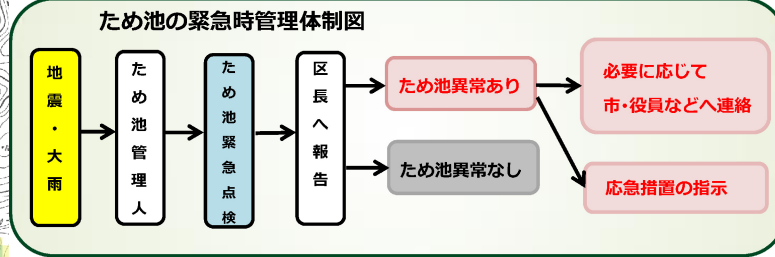 ため池の緊急時管理体制図
地震・大雨
ため池管理人
ため池緊急点検
区長へ報告
ため池異常あり
ため池異常なし
必要に応じて
市・役員などへ連絡
応急措置の指示